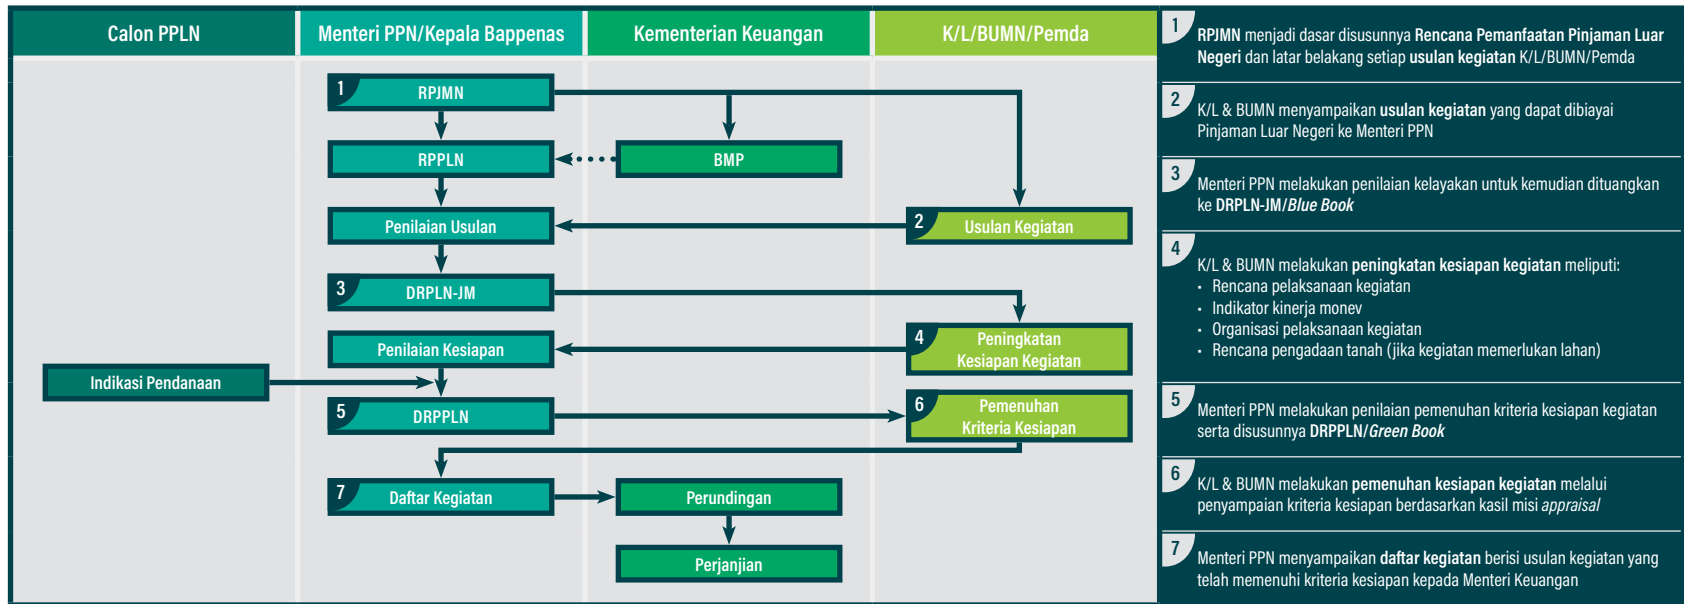 Calon PPLN
Menteri PPN/Kepala Bappenas
Kementerian Keuangan
K/L/BUMN/Pemda
1
RPJMN
RPPLN
BMP
Penilaian Usulan
2
Usulan Kegiatan
3
DRPLN-JM
Penilaian Kesiapan
4
Peningkatan
Kesiapan Kegiatan
Indikasi Pendanaan
5
DRPPLN
6
Pemenuhan
Kriteria Kesiapan
7
Daftar Kegiatan
Perundingan
Perjanjian
1
RPJMN menjadi dasar disusunnya Rencana Pemanfaatan Pinjaman Luar
Negeri dan latar belakang setiap usulan kegiatan K/L/BUMN/Pemda
2
K/L & BUMN menyampaikan usulan kegiatan yang dapat dibiayai
Pinjaman Luar Negeri ke Menteri PPN
3
Menteri PPN melakukan penilaian kelayakan untuk kemudian dituangkan
ke DRPLN-JM/Blue Book
4
K/L & BUMN melakukan peningkatan kesiapan kegiatan meliputi:
• Rencana pelaksanaan kegiatan
• Indikator kinerja monev
• Organisasi pelaksanaan kegiatan
• Rencana pengadaan tanah (jika kegiatan memerlukan lahan)
5
Menteri PPN melakukan penilaian pemenuhan kriteria kesiapan kegiatan
serta disusunnya DRPPLN/Green Book
6
K/L & BUMN melakukan pemenuhan kesiapan kegiatan melalui
penyampaian kriteria kesiapan berdasarkan kasil misi appraisal
7
Menteri PPN menyampaikan daftar kegiatan berisi usulan kegiatan yang
telah memenuhi kriteria kesiapan kepada Menteri Keuangan